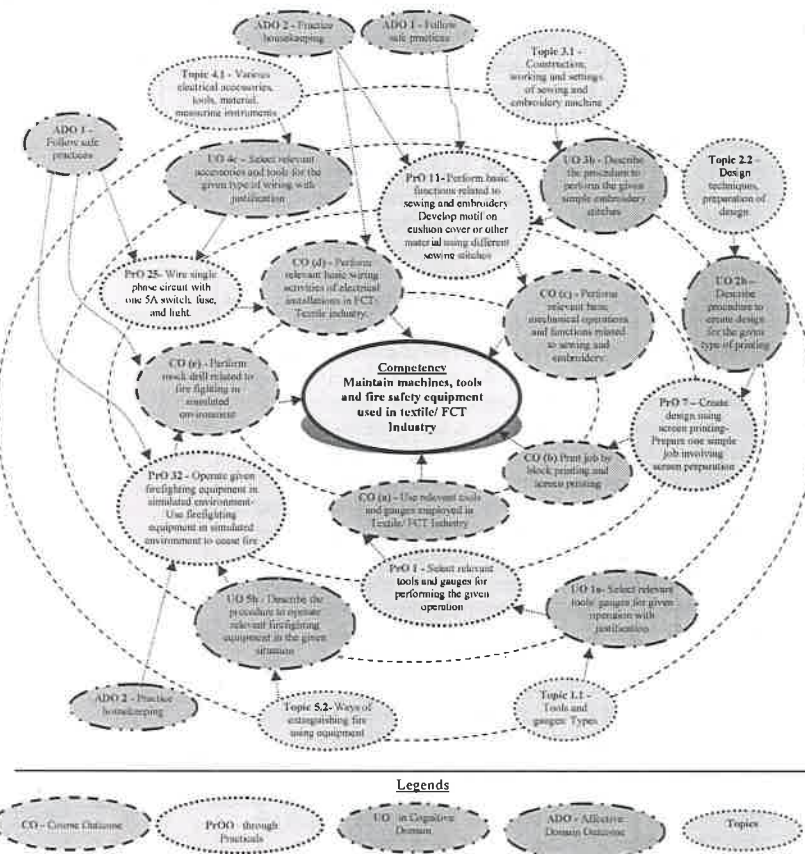 ADO 2 - Practice
housekeeping
ADO 1 - Follow
safe practices
Topic 4.1 - Various
electrical accessories,
tools, material,
measuring instruments
Topic 3.1 -
Construction,
working and settings
of sewing and
embroidery machine
ADO 1 -
Follow safe
practices
UO 4c - Select relevant
accessories and tools for the
given type of wiring with
justification
PrO 11- Perform basic
functions related to
sewing and embroidery
Develop motif on
cushion cover or other
material using different
sewing stitches
UO 3b - Describe
the procedure to
perform the given
simple embroidery
stitches
Topic 2.2 -
Design
techniques,
preparation of
design
PrO 25- Wire single
phase circuit with
one 5A switch, fuse,
and light.
CO (d) - Perform
relevant basic wiring
activities of electrical
installations in FCT/
Textile industry.
CO (c) - Perform
relevant basic
mechanical operations
and functions related
to sewing and
embroidery
UO 2b -
Describe
procedure to
create design
for the given
type of printing
CO (e) - Perform
mock drill related to
fire fighting in
simulated
environment
Competency
Maintain machines, tools
and fire safety equipment
used in textile/ FCT
Industry
PrO 7 - Create
design using
screen printing-
Prepare one simple
job involving
screen preparation
PrO 32 - Operate given
firefighting equipment in
simulated environment-
Use firefighting
equipment in simulated
environment to cease fire
CO (a) - Use relevant tools
and gauges employed in
Textile/ FCT Industry
CO (b) Print job by
block printing and
screen printing
PrO 1 - Select relevant
tools and gauges for
performing the given
operation
UO 5b - Describe the
procedure to operate
relevant firefighting
equipment in the given
situation
UO 1a- Select relevant
tools/ gauges for given
operation with
justification
ADO 2 - Practice
housekeeping
Topic 5.2- Ways of
extinguishing fire
using equipment
Topic 1.1 -
Tools and
gauges: Types
Legends
CO - Course Outcome
PrOO - through
Practicals
UO - in Cognitive
Domain
ADO - Affective
Domain Outcome
Topics